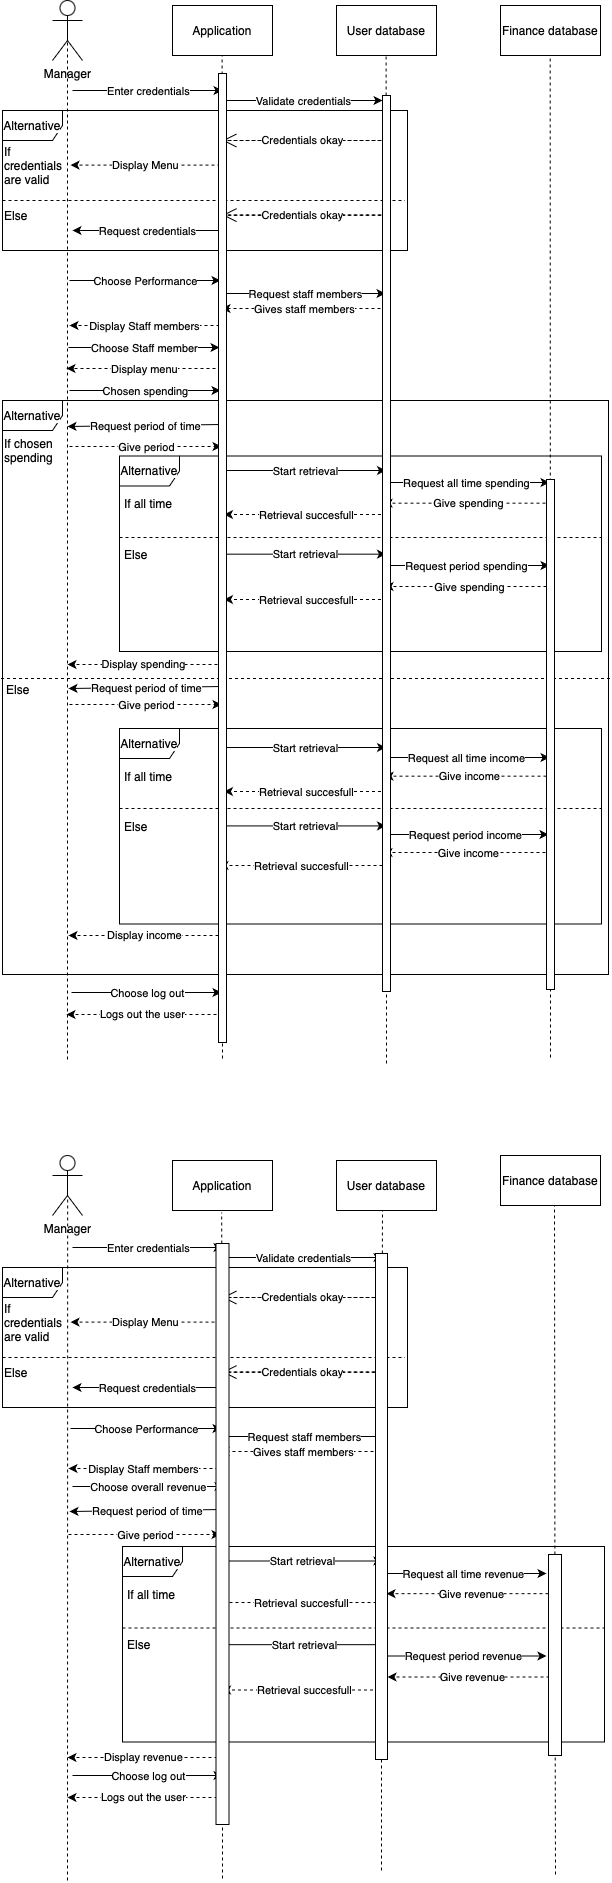 Application
User database
Finance database
Manager
Enter credentials
Validate credentials
Alternative
Credentials okay
If
credentials
are valid
Display Menu
Else
Credentials okay
Request credentials
Choose Performance
Request staff members
Gives staff members
Display Staff members
Choose Staff member
Display menu
Chosen spending
Alternative
Request period of time
If chosen
spending
Give period
Alternative
Start retrieval
Request all time spending
If all time
Give spending
Retrieval succesfull
Else
Start retrieval
Request period spending
Give spending
Retrieval succesfull
Display spending
Else
Request period of time
Give period
Alternative
Start retrieval
Request all time income
If all time
Give income
Retrieval succesfull
Else
Start retrieval
Request period income
Give income
Retrieval succesfull
Display income
Choose log out
Logs out the user
Application
User database
Finance database
Manager
Enter credentials
Validate credentials
Alternative
Credentials okay
If
credentials
are valid
Display Menu
Else
Credentials okay
Request credentials
Choose Performance
Request staff members
Gives staff members
Display Staff members
Choose overall revenue
Request period of time
Give period
Alternative
Start retrieval
Request all time revenue
If all time
Give revenue
Retrieval succesfull
Else
Start retrieval
Request period revenue
Give revenue
Retrieval succesfull
Display revenue
Choose log out
Logs out the user